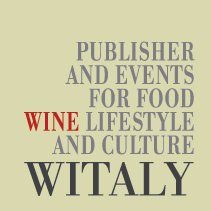 PUBLISHER
AND EVENTS
FOR FOOD
WINE LIFESTYLE
AND CULTURE
WITALY